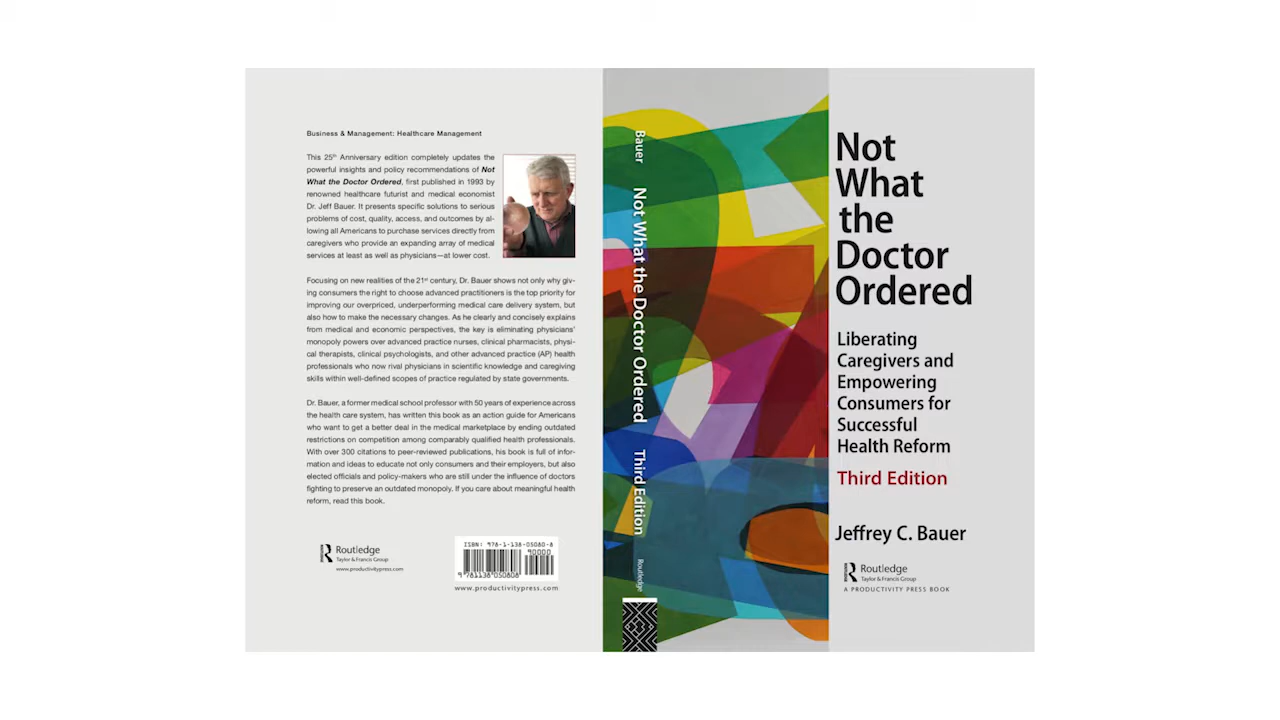 Business & Management: Healthcare Management
This 25th Anniversary edition completely updates the
powerful insights and policy recommendations of Not
What the Doctor Ordered, first published in 1993 by
renowned healthcare futurist and medical economist
Dr. Jeff Bauer. It presents specific solutions to serious
problems of cost, quality, access, and outcomes by al-
lowing all Americans to purchase services directly from
caregivers who provide an expanding array of medical
services at least as well as physicians—at lower cost.
Focusing on new realities of the 21st century, Dr. Bauer shows not only why giv-
ing consumers the right to choose advanced practitioners is the top priority for
improving our overpriced, underperforming medical care delivery system, but
also how to make the necessary changes. As he clearly and concisely explains
from medical and economic perspectives, the key is eliminating physicians'
monopoly powers over advanced practice nurses, clinical pharmacists, physi-
cal therapists, clinical psychologists, and other advanced practice (AP) health
professionals who now rival physicians in scientific knowledge and caregiving
skills within well-defined scopes of practice regulated by state governments.
Dr. Bauer, a former medical school professor with 50 years of experience across
the health care system, has written this book as an action guide for Americans
who want to get a better deal in the medical marketplace by ending outdated
restrictions on competition among comparably qualified health professionals.
With over 300 citations to peer-reviewed publications, his book is full of infor-
mation and ideas to educate not only consumers and their employers, but also
elected officials and policy-makers who are still under the influence of doctors
fighting to preserve an outdated monopoly. If you care about meaningful health
reform, read this book.
ROUTLEDGE
Routledge
Taylor & Francis Group
www.productivitypress.com
ISBN: 978-1-138-05080-8
90000
9 781138 050808
www.productivitypress.com
Bauer
Not What the Doctor Ordered
Third Edition
Routledge
Not
What
the
Doctor
Ordered
Liberating
Caregivers and
Empowering
Consumers for
Successful
Health Reform
Third Edition
Jeffrey C. Bauer
ROUTLEDGE
Routledge
Taylor & Francis Group
A PRODUCTIVITY PRESS BOOK